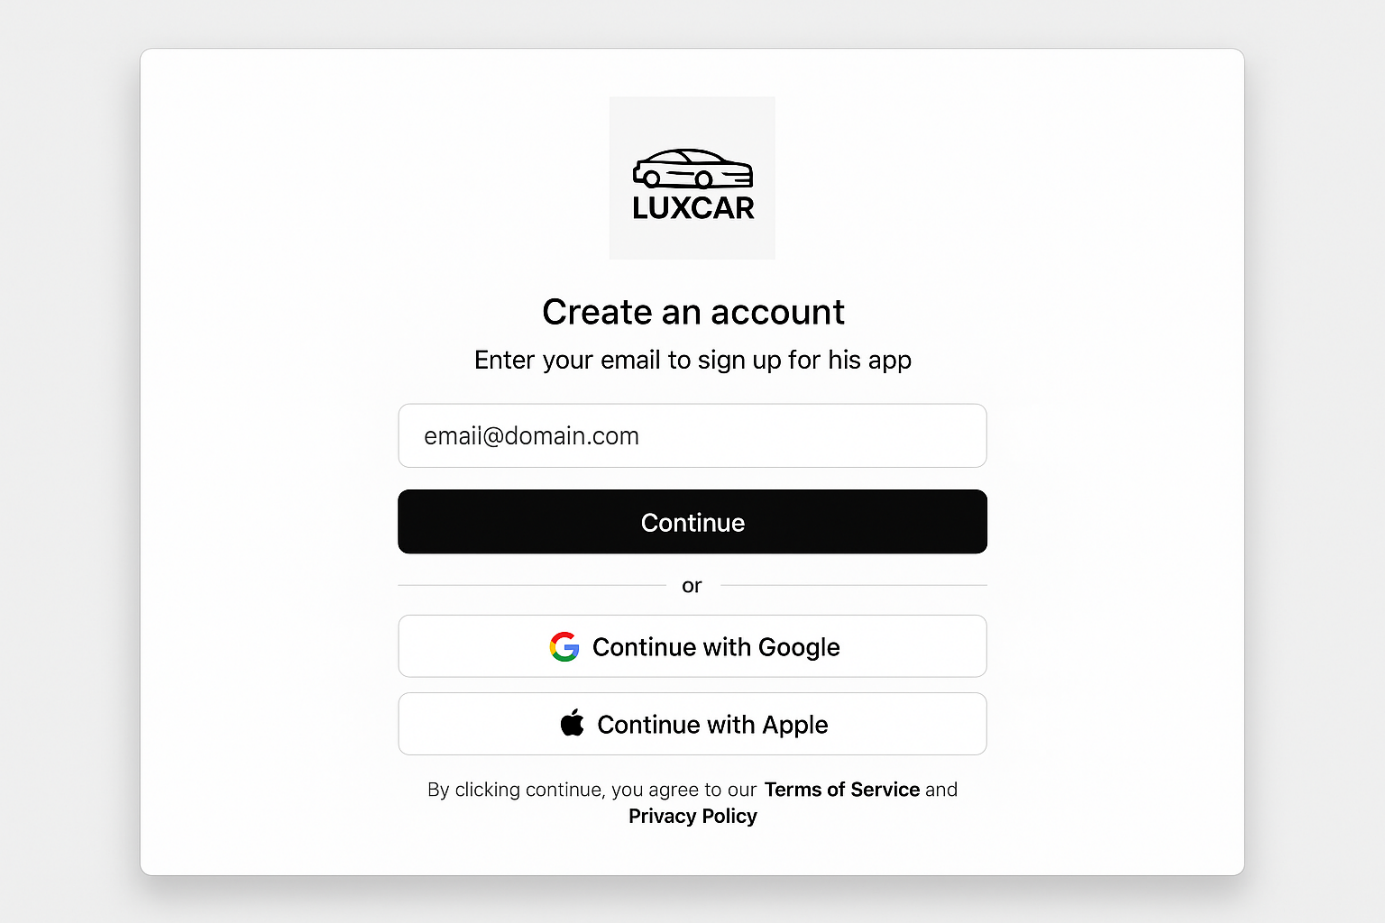 LUXCAR
Create an account
Enter your email to sign up for his app
email@domain.com
Continue
or
Continue with Google
Continue with Apple
By clicking continue, you agree to our Terms of Service and
Privacy Policy